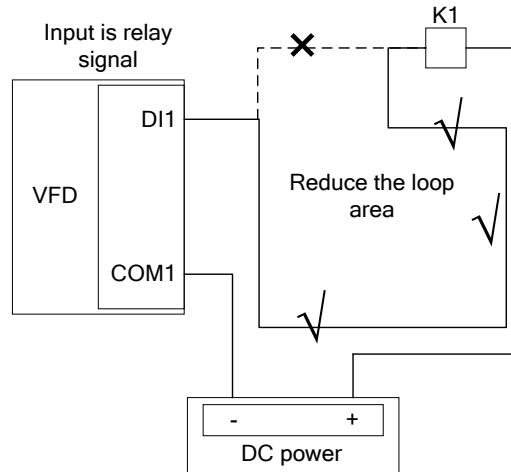 K1
Input is relay
signal
DI1
VFD
Reduce the loop
area
COM1
- +
DC power